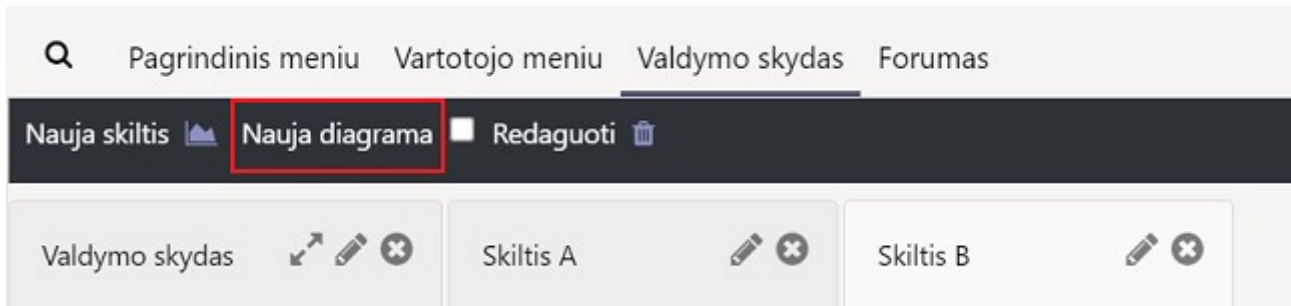 Pagrindinis meniu Vartotojo meniu Valdymo skydas Forumas
Nauja skiltis Nauja diagrama Redaguoti
Valdymo skydas Skiltis A Skiltis B